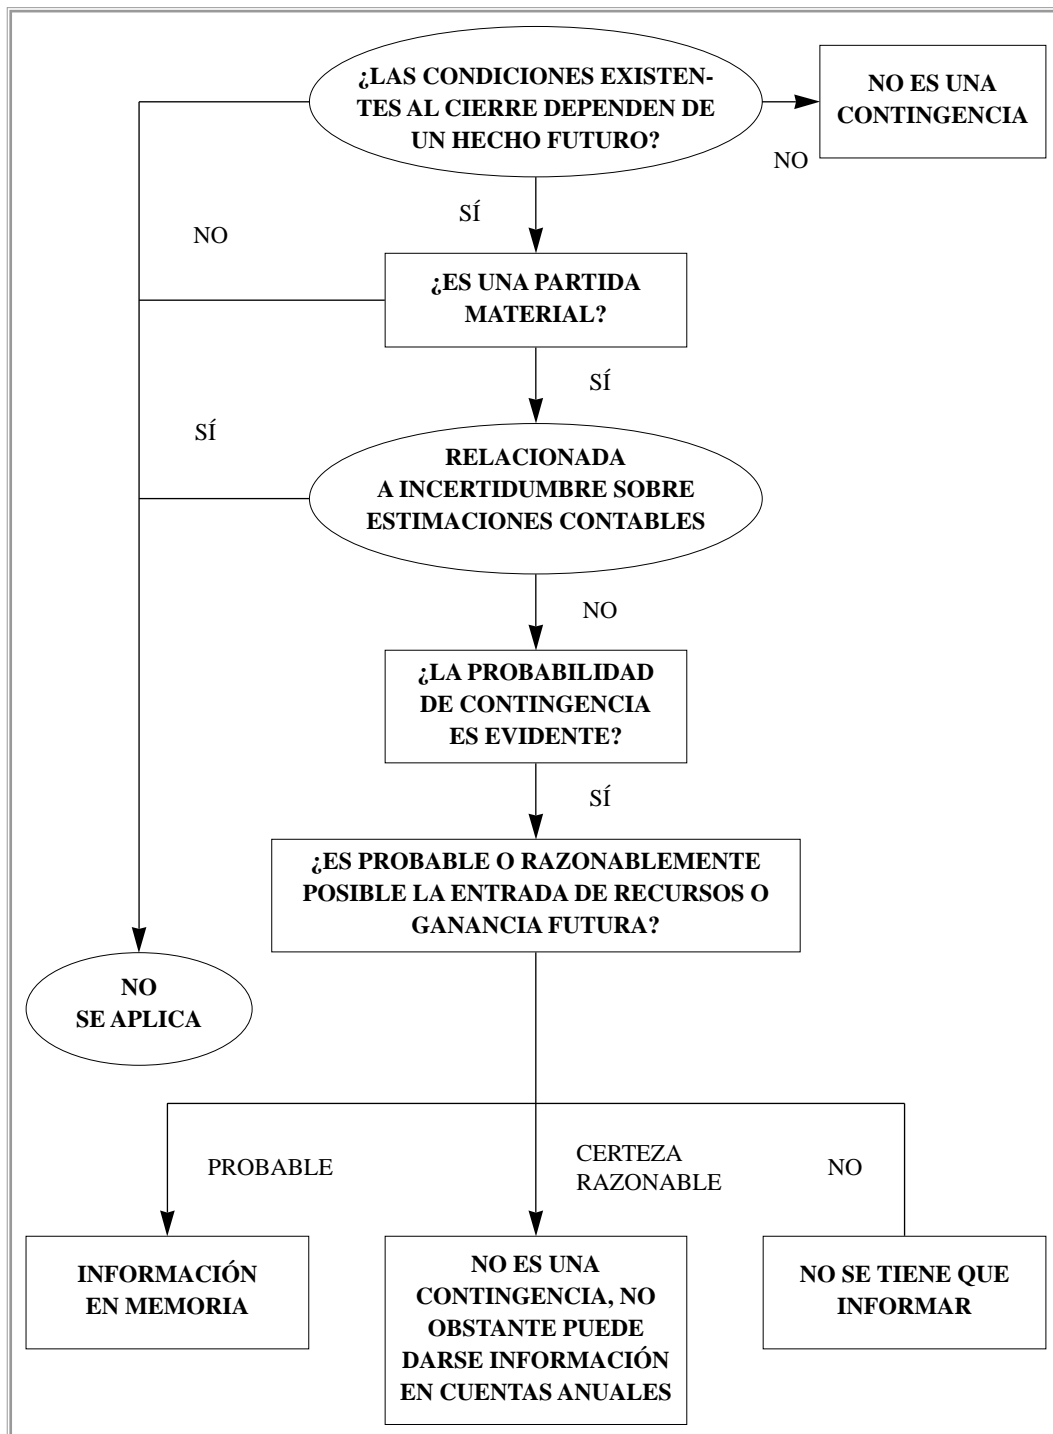 ¿LAS CONDICIONES EXISTEN-
TES AL CIERRE DEPENDEN DE
UN HECHO FUTURO?
NO ES UNA
CONTINGENCIA
NO
SÍ
NO
¿ES UNA PARTIDA
MATERIAL?
SÍ
SÍ
RELACIONADA
A INCERTIDUMBRE SOBRE
ESTIMACIONES CONTABLES
NO
¿LA PROBABILIDAD
DE CONTINGENCIA
ES EVIDENTE?
SÍ
¿ES PROBABLE O RAZONABLEMENTE
POSIBLE LA ENTRADA DE RECURSOS O
GANANCIA FUTURA?
NO
SE APLICA
PROBABLE
CERTEZA
RAZONABLE
NO
INFORMACIÓN
EN MEMORIA
NO ES UNA
CONTINGENCIA, NO
OBSTANTE PUEDE
DARSE INFORMACIÓN
EN CUENTAS ANUALES
NO SE TIENE QUE
INFORMAR